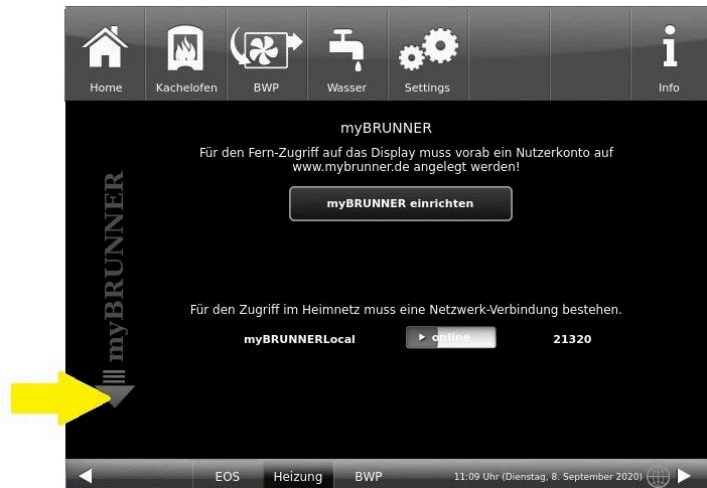 Home Kachelofen BWP Wasser Settings Info
myBRUNNER
Für den Fern-Zugriff auf das Display muss vorab ein Nutzerkonto auf
www.mybrunner.de angelegt werden!
myBRUNNER einrichten
myBRUNNER
Für den Zugriff im Heimnetz muss eine Netzwerk-Verbindung bestehen.
myBRUNNERLocal online 21320
EOS Heizung BWP 11:09 Uhr (Dienstag, 8. September 2020)